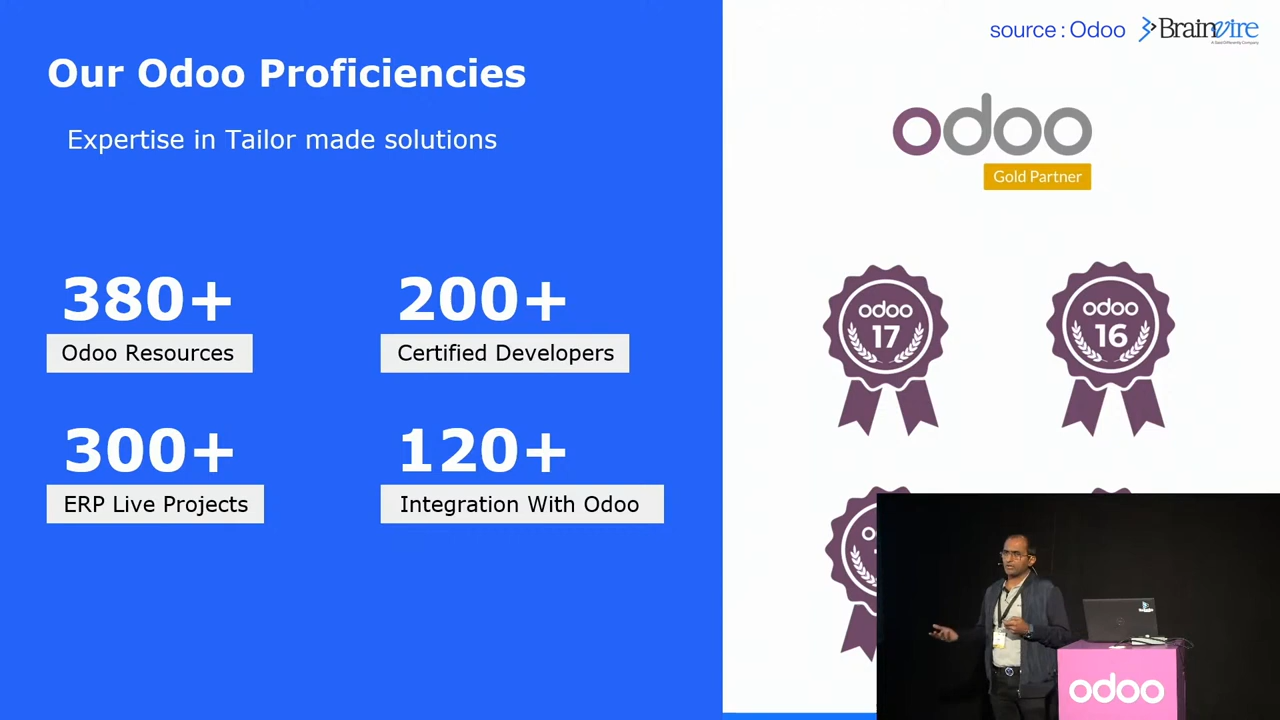 source : Odoo
Brainvire
Our Odoo Proficiencies
Expertise in Tailor made solutions
odoo
Gold Partner
380+
Odoo Resources
200+
Certified Developers
300+
ERP Live Projects
120+
Integration With Odoo
odoo
17
odoo
16
odoo